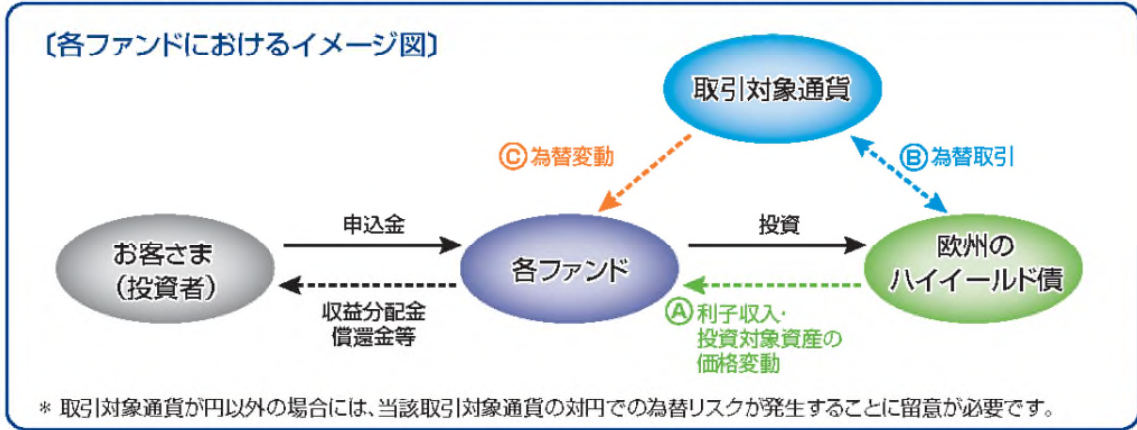 〔各ファンドにおけるイメージ図〕
取引対象通貨
Ⓒ為替変動
Ⓑ為替取引
お客さま
(投資者)
申込金
収益分配金
償還金等
各ファンド
投資
Ⓐ利子収入・
投資対象資産の
価格変動
欧州の
ハイイールド債
* 取引対象通貨が円以外の場合には、当該取引対象通貨の対円での為替リスクが発生することに留意が必要です。